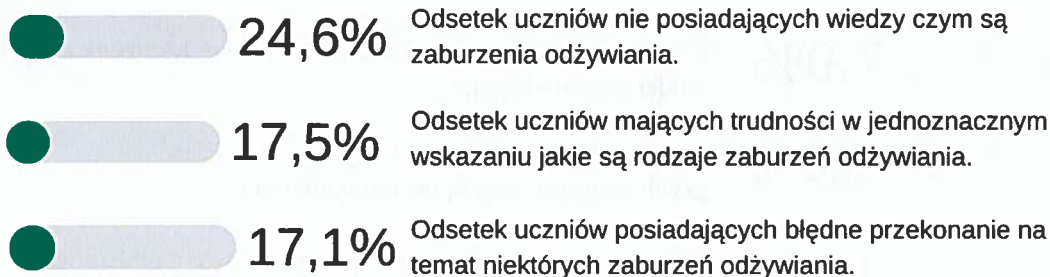 24,6%
Odsetek uczniów nie posiadających wiedzy czym są
zaburzenia odżywiania.
17,5%
Odsetek uczniów mających trudności w jednoznacznym
wskazaniu jakie są rodzaje zaburzeń odżywiania.
17,1%
Odsetek uczniów posiadających błędne przekonanie na
temat niektórych zaburzeń odżywiania.